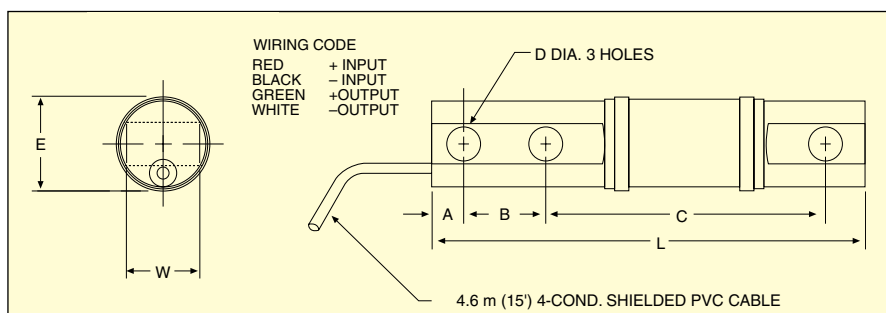 WIRING CODE
RED + INPUT
BLACK – INPUT
GREEN +OUTPUT
WHITE –OUTPUT
D DIA. 3 HOLES
E
W
A
B
C
L
4.6 m (15') 4-COND. SHIELDED PVC CABLE